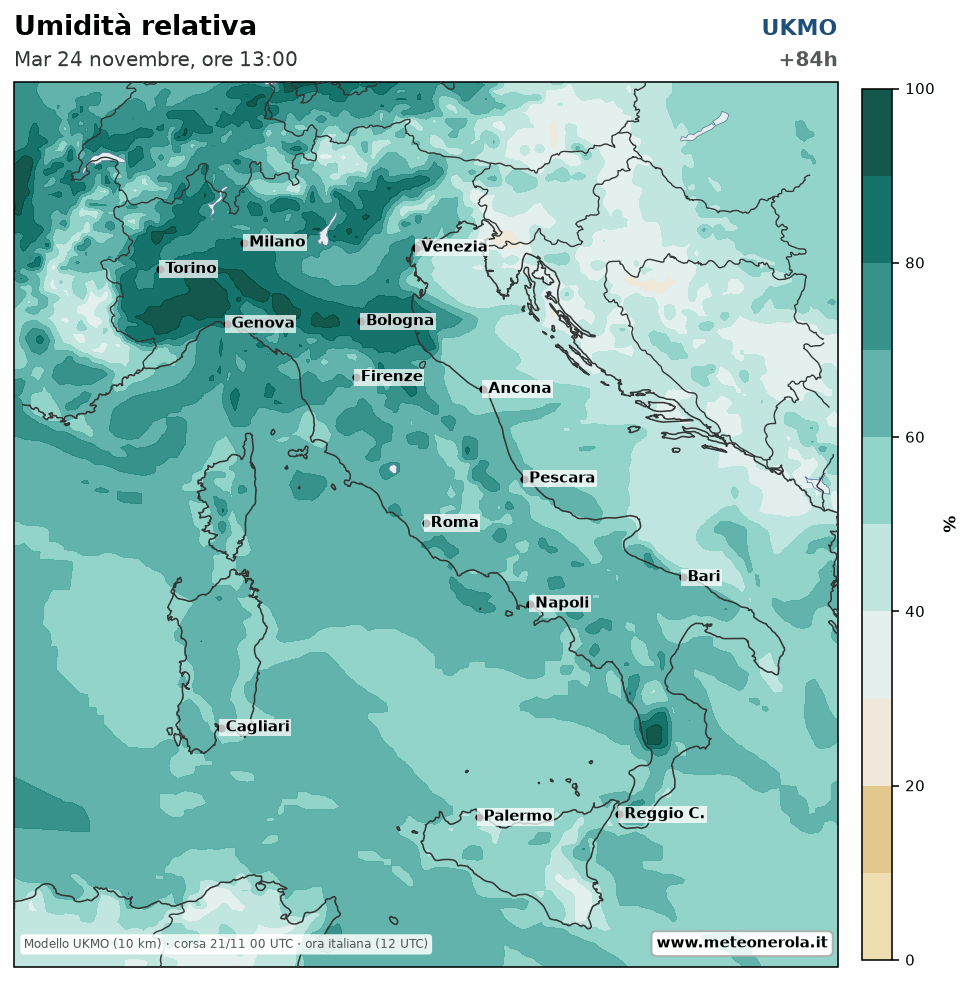 Umidità relativa
UKMO
Mar 24 novembre, ore 13:00
+84h
100
80
60
40
20
0
%
Milano
Venezia
Torino
Genova
Bologna
Firenze
Ancona
Pescara
Roma
Bari
Napoli
Cagliari
Palermo
Reggio C.
Modello UKMO (10 km) · corsa 21/11 00 UTC · ora italiana (12 UTC)
www.meteonerola.it